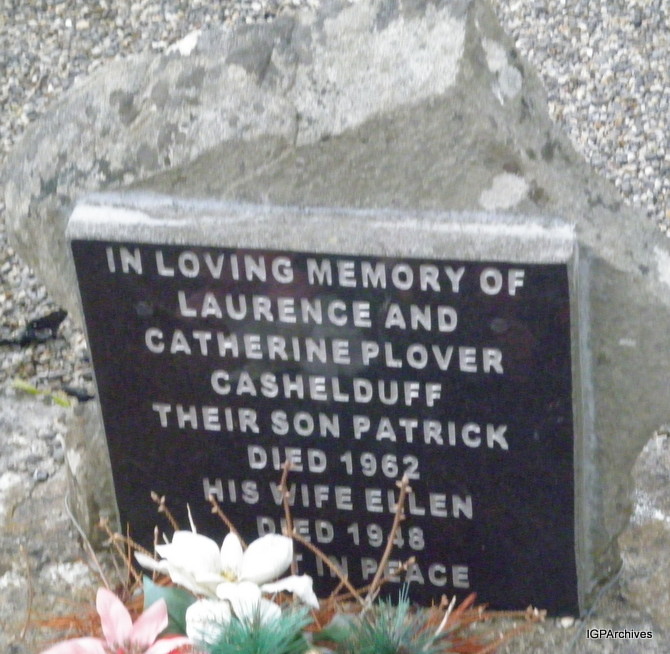 IN LOVING MEMORY OF
LAURENCE AND
CATHERINE PLOVER
CASHELDUFF
THEIR SON PATRICK
DIED 1962
HIS WIFE ELLEN
DIED 1948
IN PEACE
IGPArchives